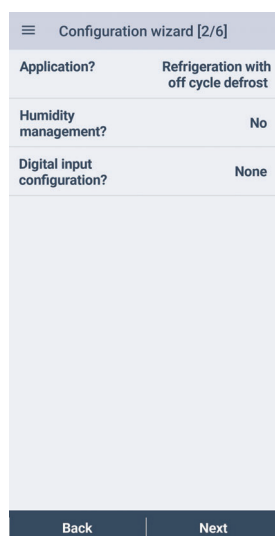 Configuration wizard [2/6]
Application?
Refrigeration with
off cycle defrost
Humidity
management?
No
Digital input
configuration?
None
Back
Next